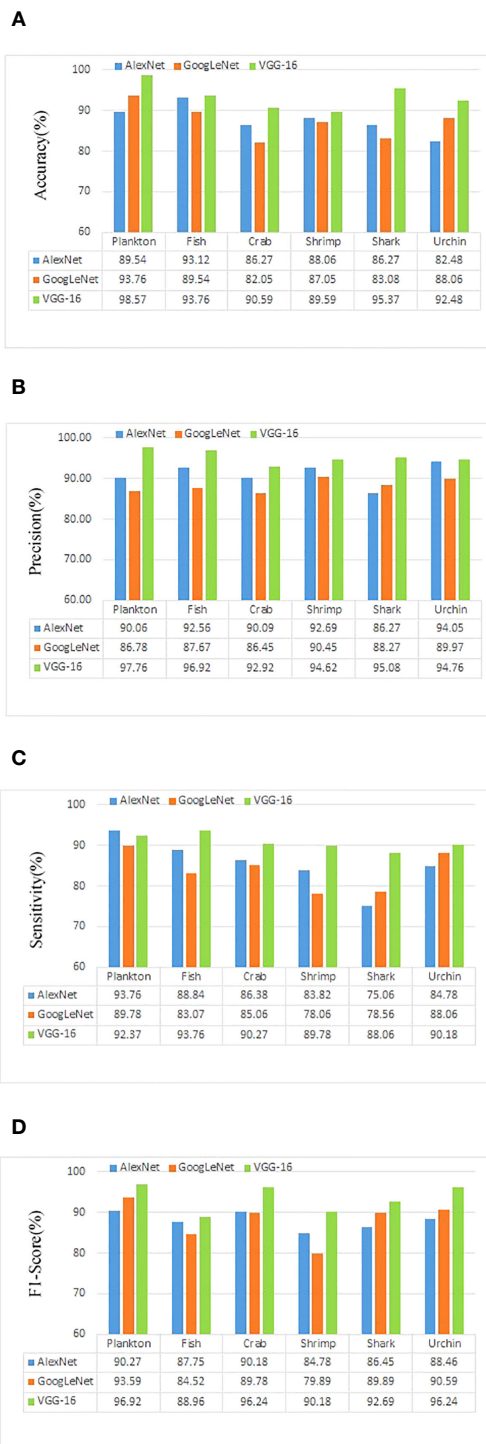 A
AlexNet GoogLeNet VGG-16
Accuracy(%)
100
90
80
70
60
Plankton Fish Crab Shrimp Shark Urchin
AlexNet 89.54 93.12 86.27 88.06 86.27 82.48
GoogLeNet 93.76 89.54 82.05 87.05 83.08 88.06
VGG-16 98.57 93.76 90.59 89.59 95.37 92.48
B
AlexNet GoogLeNet VGG-16
Precision(%)
100.00
90.00
80.00
70.00
60.00
Plankton Fish Crab Shrimp Shark Urchin
AlexNet 90.06 92.56 90.09 92.69 86.27 94.05
GoogLeNet 86.78 87.67 86.45 90.45 88.27 89.97
VGG-16 97.76 96.92 92.92 94.62 95.08 94.76
C
AlexNet GoogLeNet VGG-16
Sensitivity(%)
100
90
80
70
60
Plankton Fish Crab Shrimp Shark Urchin
AlexNet 93.76 88.84 86.38 83.82 75.06 84.78
GoogLeNet 89.78 83.07 85.06 78.06 78.56 88.06
VGG-16 92.37 93.76 90.27 89.78 88.06 90.18
D
AlexNet GoogLeNet VGG-16
F1-Score(%)
100
90
80
70
60
Plankton Fish Crab Shrimp Shark Urchin
AlexNet 90.27 87.75 90.18 84.78 86.45 88.46
GoogLeNet 93.59 84.52 89.78 79.89 89.89 90.59
VGG-16 96.92 88.96 96.24 90.18 92.69 96.24